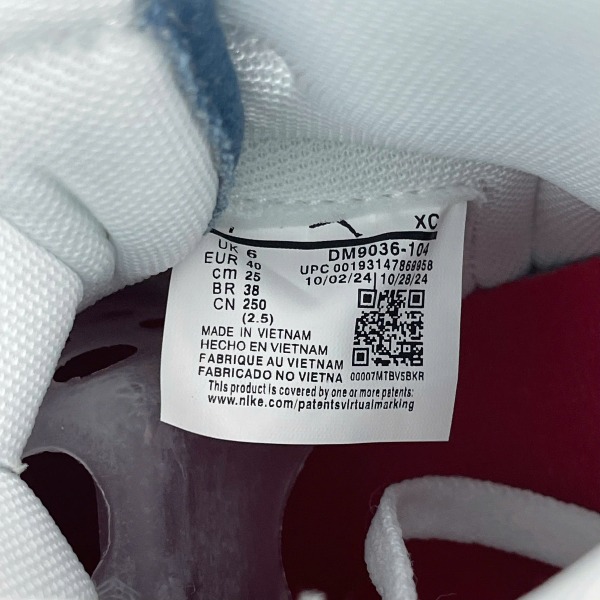 XC
UK 6
EUR 40
cm 25
BR 38
CN 250
(2.5)
DM9036-104
UPC 00193147869958
10/02/24 10/28/24
MADE IN VIETNAM
HECHO EN VIETNAM
FABRIQUE AU VIETNAM
FABRICADO NO VIETNA
00007MTBV5BKR
This product is covered by one or more patents:
www.nike.com/patentsvirtualmarking